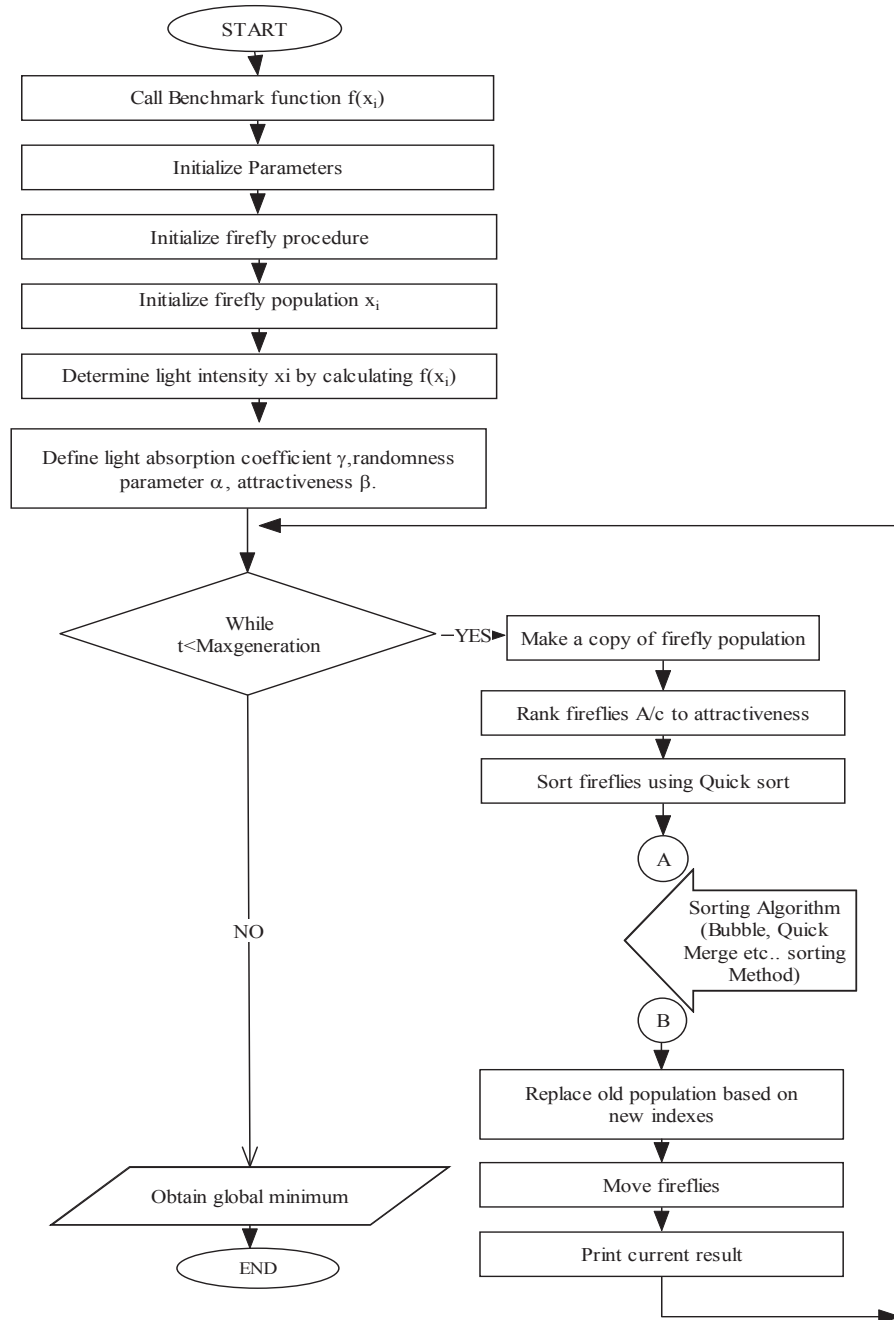 START
Call Benchmark function f(xᵢ)
Initialize Parameters
Initialize firefly procedure
Initialize firefly population xᵢ
Determine light intensity xi by calculating f(xᵢ)
Define light absorption coefficient γ,randomness
parameter α, attractiveness β.
While
t<Maxgeneration
YES
Make a copy of firefly population
Rank fireflies A/c to attractiveness
Sort fireflies using Quick sort
A
Sorting Algorithm
(Bubble, Quick
Merge etc.. sorting
Method)
B
Replace old population based on
new indexes
Move fireflies
Print current result
NO
Obtain global minimum
END